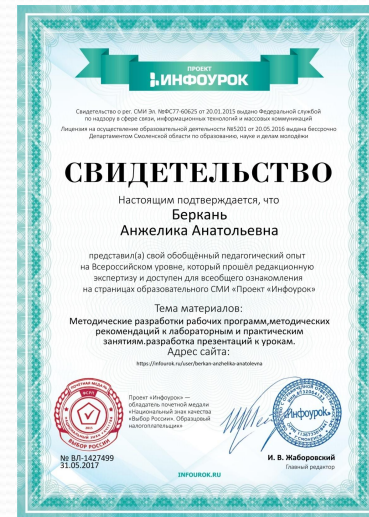 ПРОЕКТ
ИНФОУРОК
Свидетельство о рег. СМИ Эл. №ФС77-60625 от 20.01.2015 выдано Федеральной службой
по надзору в сфере связи, информационных технологий и массовых коммуникаций
Лицензия на осуществление образовательной деятельности №5201 от 20.05.2016 выдана бессрочно
Департаментом Смоленской области по образованию, науке и делам молодёжи
СВИДЕТЕЛЬСТВО
Настоящим подтверждается, что
Беркань
Анжелика Анатольевна
представил(а) свой обобщённый педагогический опыт
на Всероссийском уровне, который прошёл редакционную
экспертизу и доступен для всеобщего ознакомления
на страницах образовательного СМИ «Проект «Инфоурок»
Тема материалов:
Методические разработки рабочих программ,методических
рекомендаций к лабораторным и практическим
занятиям.разработка презентаций к урокам.
Адрес сайта:
https://infourok.ru/user/berkan-anzhelika-anatolevna
Проект «Инфоурок» —
обладатель почетной медали
«Национальный знак качества
«Выбор России». Образцовый
налогоплательщик»
ПОЧЕТНАЯ МЕДАЛЬ
ВЫБОР РОССИИ
«Инфоурок»
№ ВЛ-1427499
31.05.2017
И. В. Жаборовский
Главный редактор
INFOUROK.RU